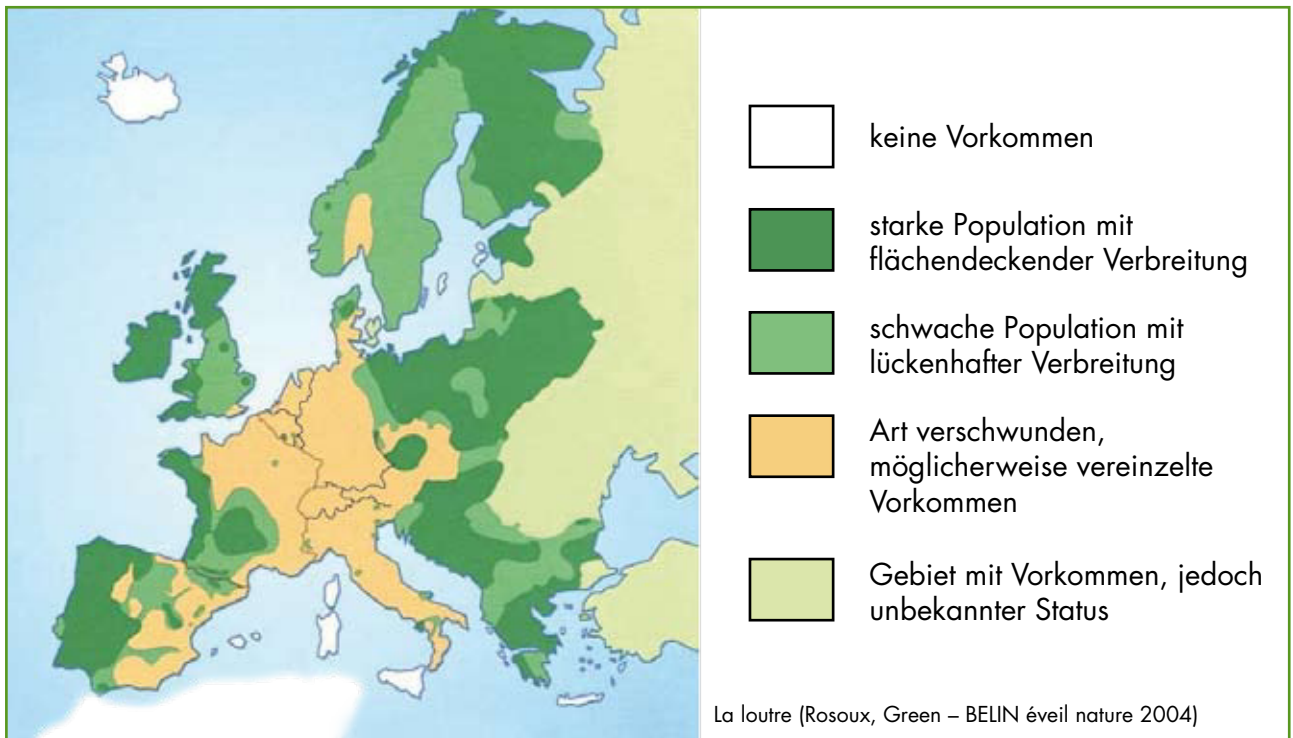 keine Vorkommen
starke Population mit
flächendeckender Verbreitung
schwache Population mit
lückenhafter Verbreitung
Art verschwunden,
möglicherweise vereinzelte
Vorkommen
Gebiet mit Vorkommen, jedoch
unbekannter Status
La loutre (Rosoux, Green – BELIN éveil nature 2004)